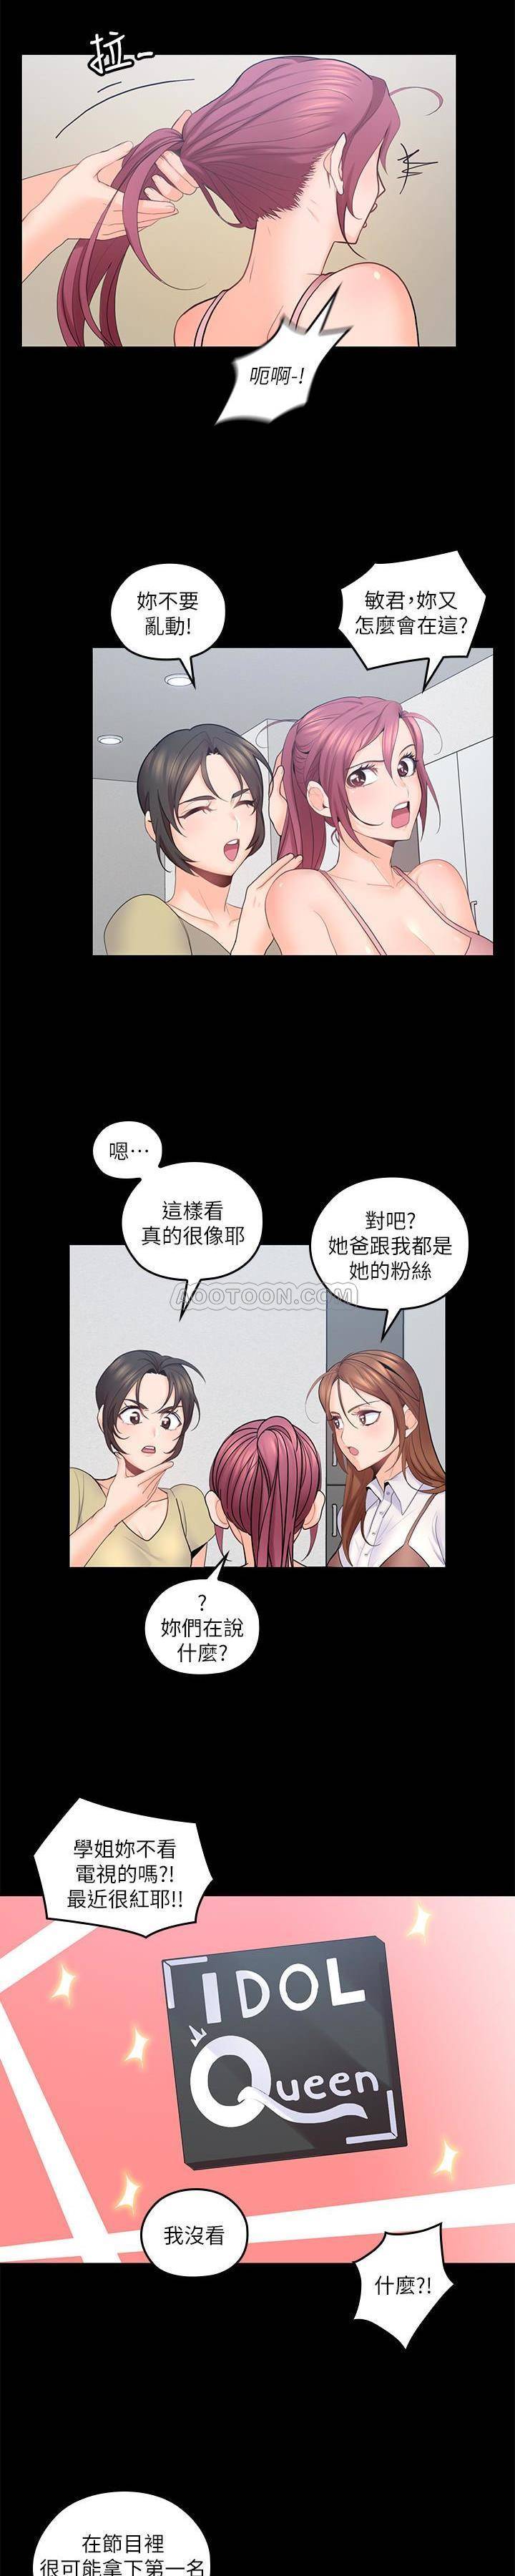 拉-
呃啊-!
妳不要
亂動!
敏君,妳又
怎麼會在這?
嗯…
這樣看
真的很像耶
對吧?
她爸跟我都是
她的粉絲
AOOTOON.COM
?
妳們在說
什麼?
學姐妳不看
電視的嗎?!
最近很紅耶!!
IDOL
Queen
我沒看
什麼?!
在節目裡
很可能拿下第一名